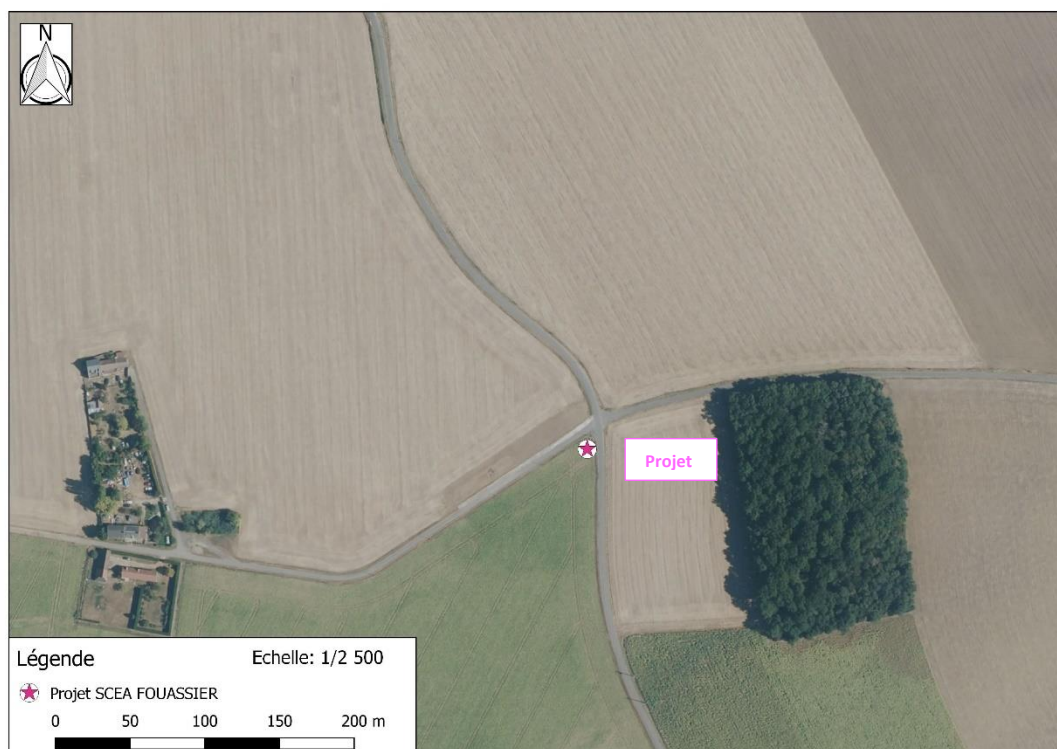 N
Projet
Légende
Echelle: 1/2 500
Projet SCEA FOUASSIER
0 50 100 150 200 m